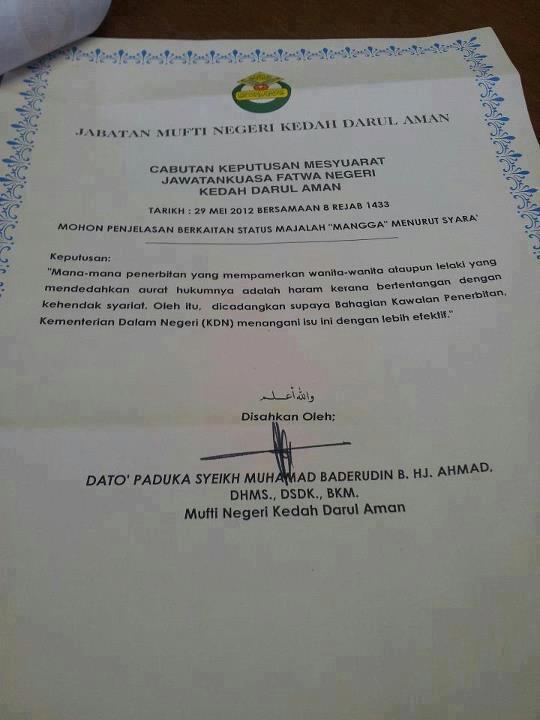 JABATAN MUFTI NEGERI KEDAH DARUL AMAN
CABUTAN KEPUTUSAN MESYUARAT
JAWATANKUASA FATWA NEGERI
KEDAH DARUL AMAN
TARIKH : 29 MEI 2012 BERSAMAAN 8 REJAB 1433
MOHON PENJELASAN BERKAITAN STATUS MAJALAH "MANGGA" MENURUT SYARA'
Keputusan:
"Mana-mana penerbitan yang mempamerkan wanita-wanita ataupun lelaki yang
mendedahkan aurat hukumnya adalah haram kerana bertentangan dengan
kehendak syariat. Oleh itu, dicadangkan supaya Bahagian Kawalan Penerbitan,
Kementerian Dalam Negeri (KDN) menangani isu ini dengan lebih efektif."
والله أعلم
Disahkan Oleh;
DATO' PADUKA SYEIKH MUHAMAD BADERUDIN B. HJ. AHMAD.
DHMS., DSDK., BKM.
Mufti Negeri Kedah Darul Aman